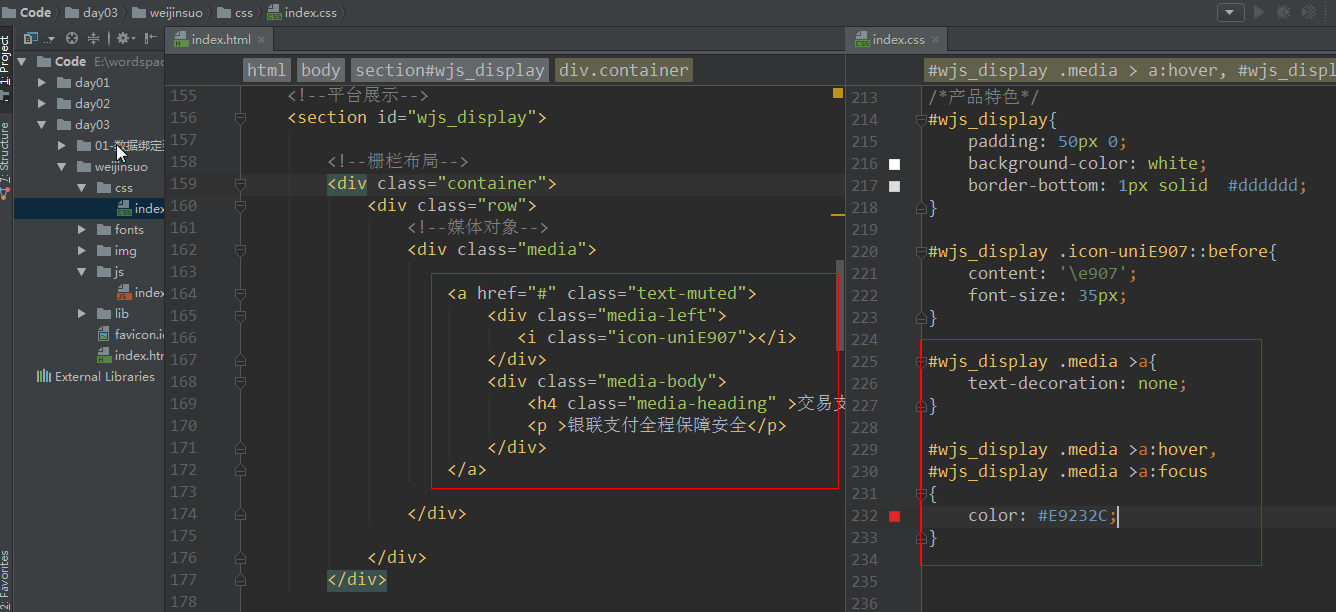 Code day03 weijinsuo css index.css
1: Project
7: Structure
2: Favorites
Code E:\wordspac
day01
day02
day03
01-数据绑定
weijinsuo
css
index
fonts
img
js
index
lib
favicon.ic
index.htm
External Libraries
index.html
html body section#wjs_display div.container
155 <!--平台展示-->
156 <section id="wjs_display">
157
158 <!--栅栏布局-->
159 <div class="container">
160 <div class="row">
161 <!--媒体对象-->
162 <div class="media">
163
164 <a href="#" class="text-muted">
165 <div class="media-left">
166 <i class="icon-uniE907"></i>
167 </div>
168 <div class="media-body">
169 <h4 class="media-heading" >交易支
170 <p >银联支付全程保障安全</p>
171 </div>
172 </a>
173
174 </div>
175
176 </div>
177 </div>
178
index.css
#wjs_display .media > a:hover, #wjs_displ
213 /*产品特色*/
214 #wjs_display{
215 padding: 50px 0;
216 background-color: white;
217 border-bottom: 1px solid #dddddd;
218 }
219
220 #wjs_display .icon-uniE907::before{
221 content: '\e907';
222 font-size: 35px;
223 }
224
225 #wjs_display .media >a{
226 text-decoration: none;
227 }
228
229 #wjs_display .media >a:hover,
230 #wjs_display .media >a:focus
231 {
232 color: #E9232C;
233 }
234
235
236